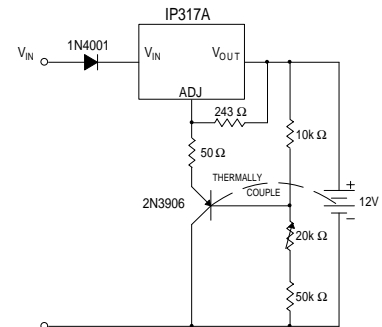 IP317A
1N4001
VIN
VIN
VOUT
ADJ
243 Ω
10k Ω
50 Ω
THERMALLY
COUPLE
2N3906
+
12V
−
20k Ω
50k Ω